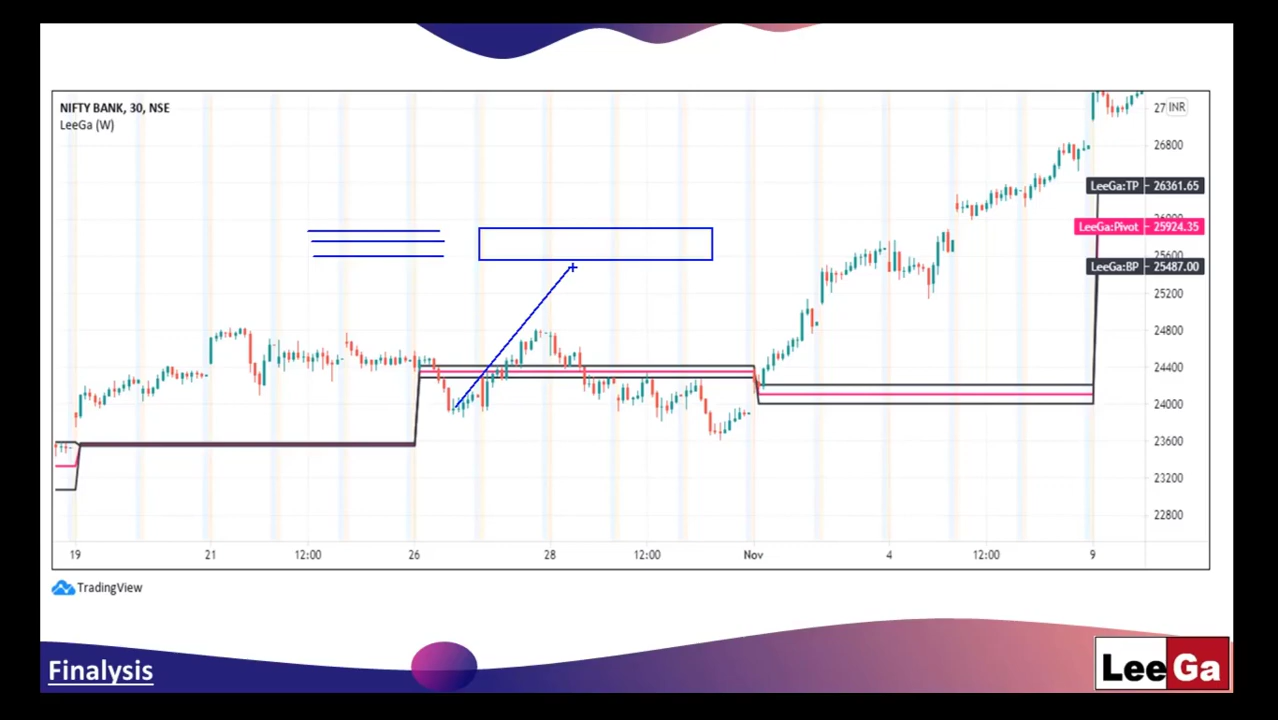 NIFTY BANK, 30, NSE
LeeGa (W)
27 INR
26800
LeeGa:TP 26361.65
LeeGa:Pivot 25924.35
25600
LeeGa:BP 25487.00
25200
24800
24400
24000
23600
23200
22800
19 21 12:00 26 28 12:00 Nov 4 12:00 9
TradingView
Finalysis
LeeGa